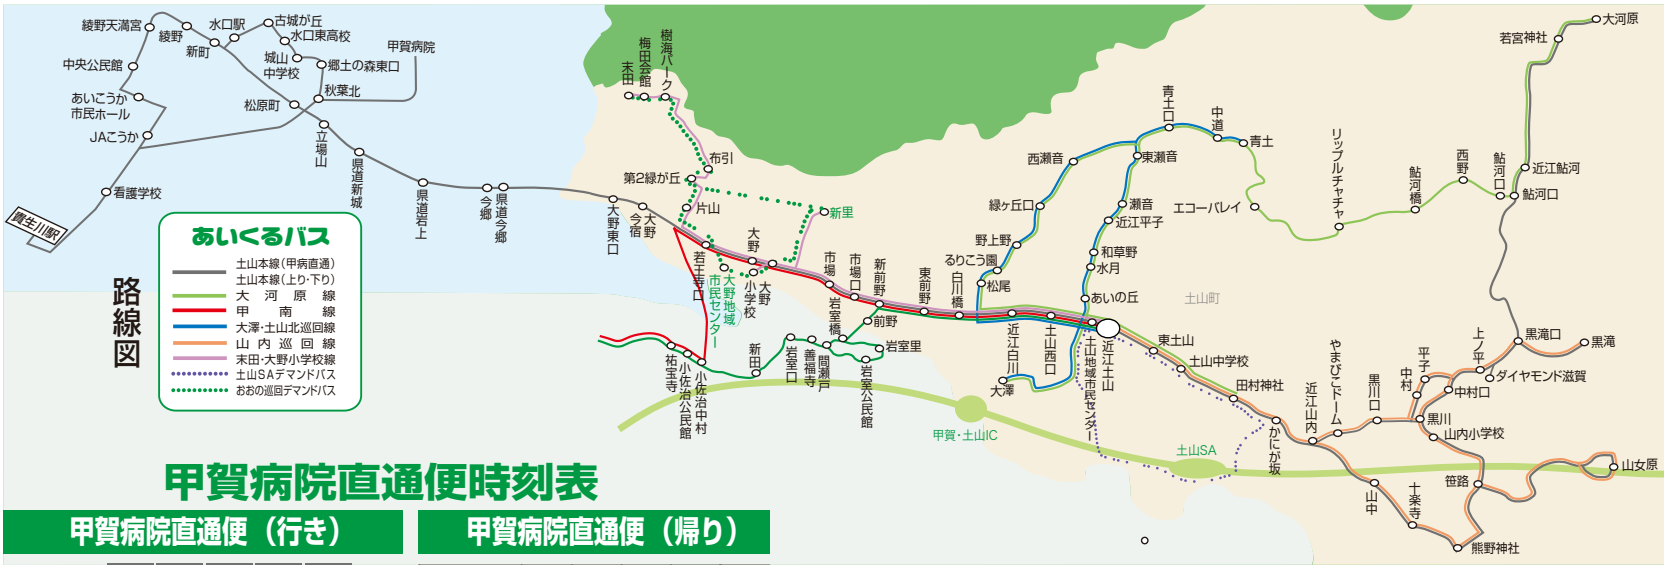 綾野天満宮
綾野
新町
水口駅
古城が丘
水口東高校
城山
中学校
郷土の森東口
甲賀病院
中央公民館
あいこうか
市民ホール
JAこうか
看護学校
貴生川駅
松原町
秋葉北
立場山
県道新城
県道岩上
今郷
県道今郷
大野東口
今宿
大野
末田
梅田会館
樹海パーク
布引
第2緑が丘
片山
新里
若王寺口
大野地域
市民センター
大野
小学校
大野
市場
市場口
新前野
東前野
白川橋
前野
岩室橋
岩室里
岩室公民館
間瀬戸
善福寺
岩室口
新田
小佐治中村
小佐治公民館
祐宝寺
西瀬音
緑ヶ丘口
野上野
るりこう園
松尾
青土口
中道
青土
東瀬音
瀬音
近江平子
和草野
水月
あいの丘
土山町
近江白川
土山西口
土山地域市民センター
近江土山
大澤
エコーバレイ
リップルチャチャ
鮎河橋
西野
鮎河口
鮎河口
近江鮎河
若宮神社
大河原
東土山
土山中学校
田村神社
かにが坂
近江山内
やまびこドーム
黒川口
中村
平子
上ノ平
黒滝口
黒滝
ダイヤモンド滋賀
中村口
黒川
山内小学校
笹路
山女原
山中
十楽寺
熊野神社
甲賀・土山IC
土山SA
路線図
あいくるバス
土山本線(甲病直通)
土山本線(上り・下り)
大河原線
甲南線
大澤・土山北巡回線
山内巡回線
末田・大野小学校線
土山SAデマンドバス
おおの巡回デマンドバス
甲賀病院直通便時刻表
甲賀病院直通便（行き）
甲賀病院直通便（帰り）